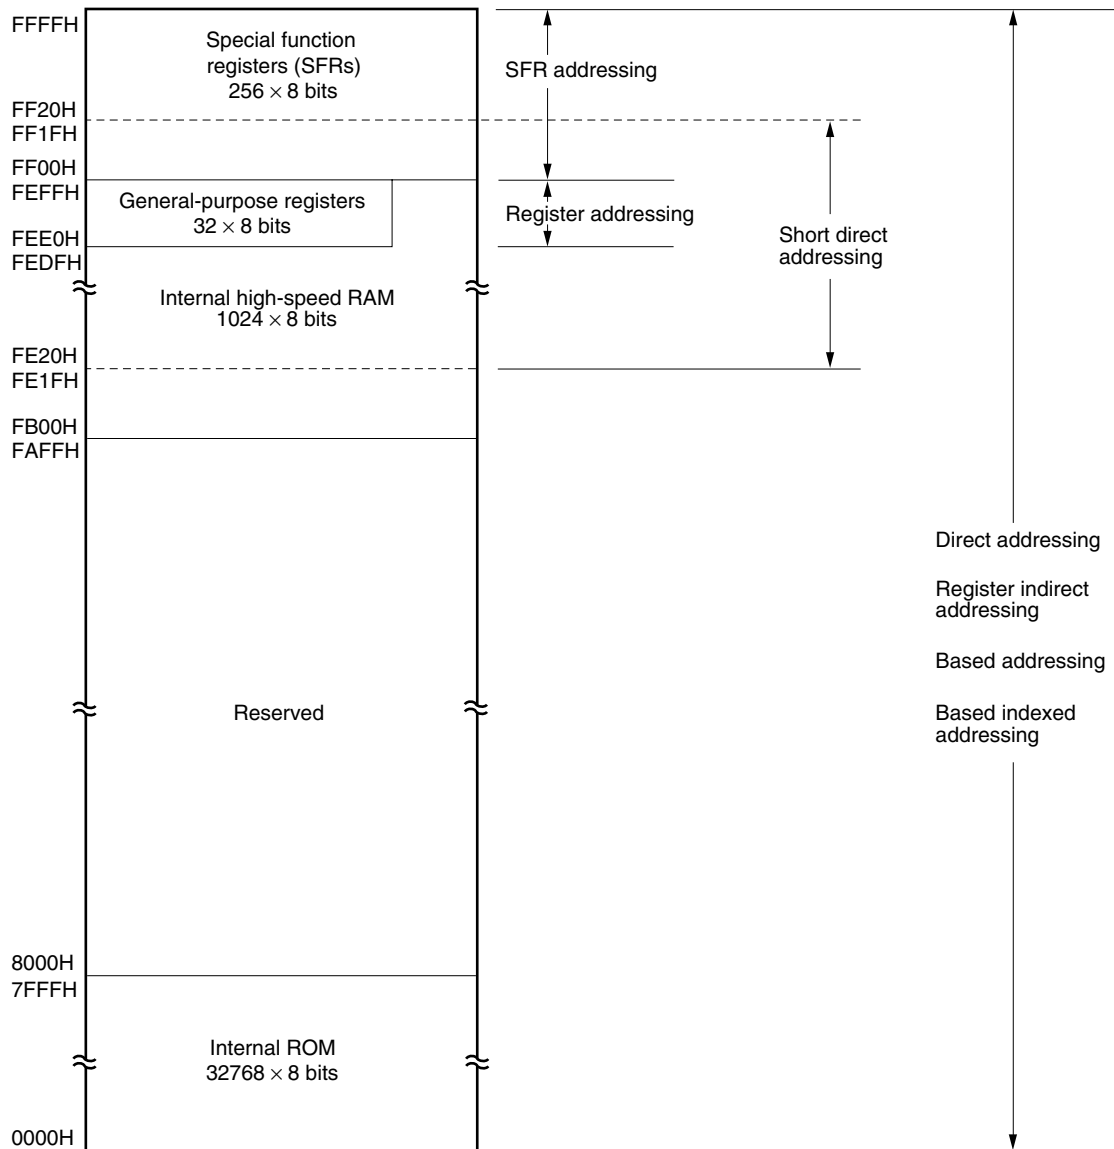 FFFFH
Special function
registers (SFRs)
256 × 8 bits
SFR addressing
FF20H
FF1FH
FF00H
FEFFH
General-purpose registers
32 × 8 bits
Register addressing
Short direct
addressing
FEE0H
FEDFH
Internal high-speed RAM
1024 × 8 bits
FE20H
FE1FH
FB00H
FAFFH
Direct addressing
Register indirect
addressing
Based addressing
Based indexed
addressing
Reserved
8000H
7FFFH
Internal ROM
32768 × 8 bits
0000H